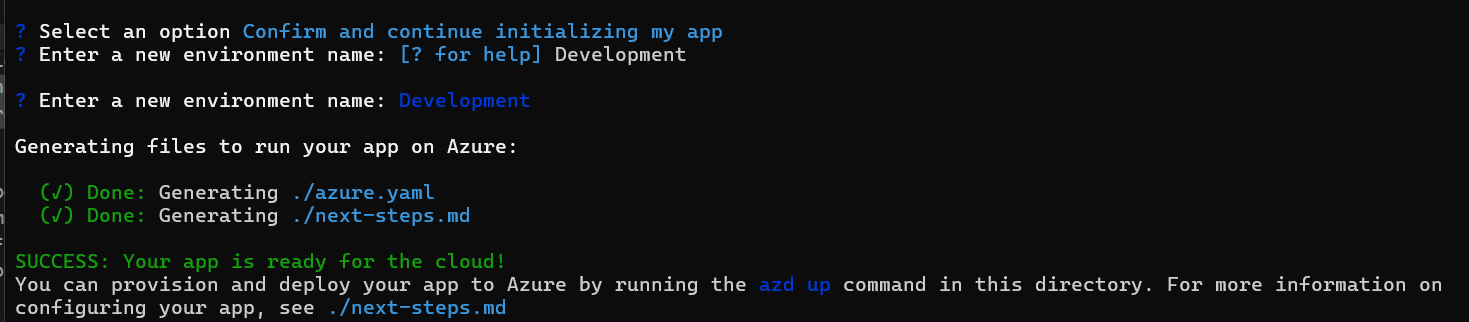 ? Select an option Confirm and continue initializing my app
? Enter a new environment name: [? for help] Development
? Enter a new environment name: Development
Generating files to run your app on Azure:
(✓) Done: Generating ./azure.yaml
(✓) Done: Generating ./next-steps.md
SUCCESS: Your app is ready for the cloud!
You can provision and deploy your app to Azure by running the azd up command in this directory. For more information on
configuring your app, see ./next-steps.md